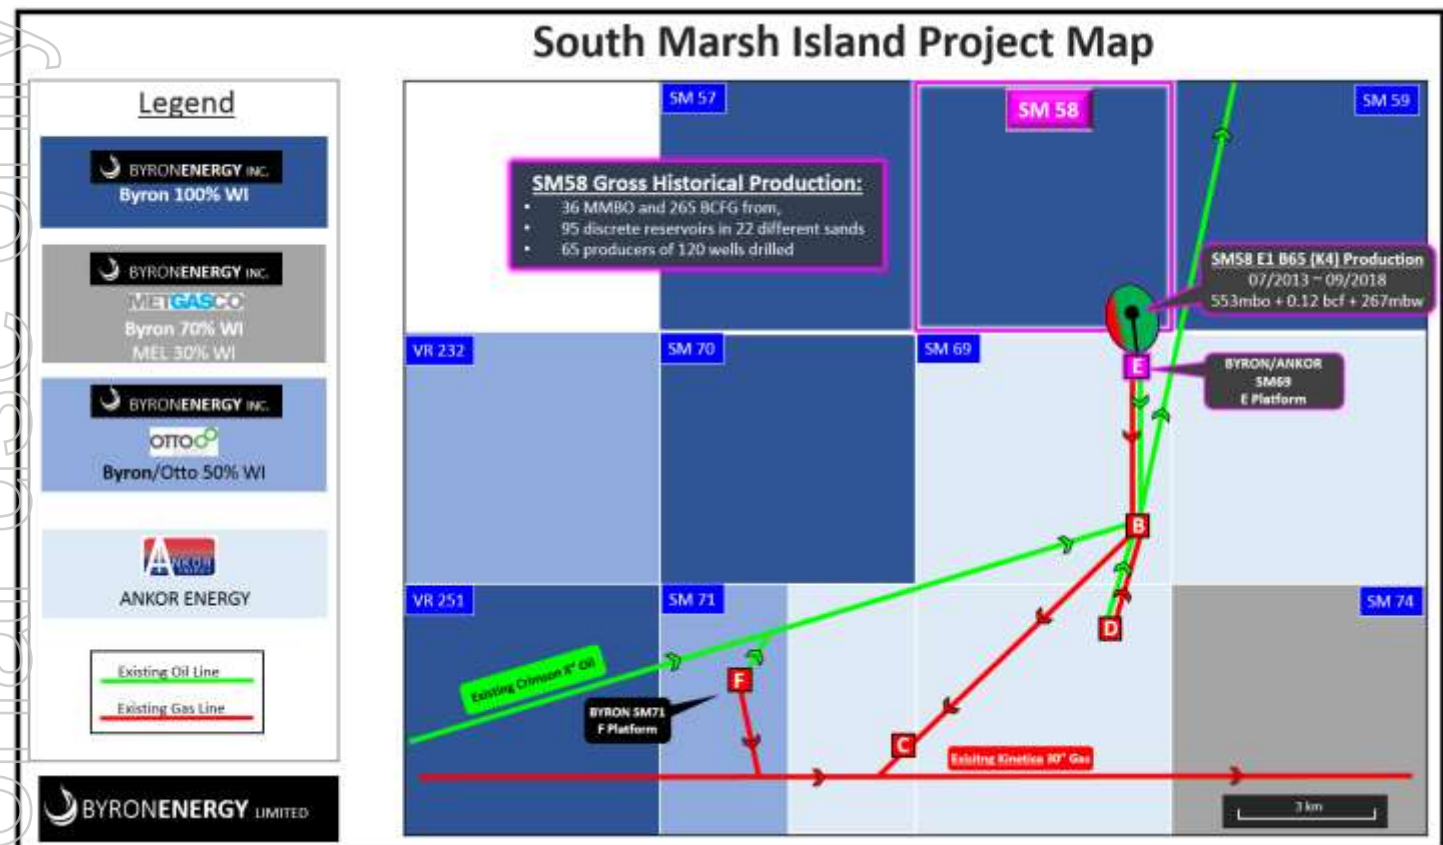 South Marsh Island Project Map
Legend
BYRONENERGY INC.
Byron 100% WI
BYRONENERGY INC.
METGASCO
Byron 70% WI
MEL 30% WI
BYRONENERGY INC.
OTTO
Byron/Otto 50% WI
ANKOR
ANKOR ENERGY
Existing Oil Line
Existing Gas Line
BYRONENERGY LIMITED
SM 57
SM 58
SM 59
SM58 Gross Historical Production:
• 36 MMBO and 265 BCFG from,
• 95 discrete reservoirs in 22 different sands
• 65 producers of 120 wells drilled
SM58 E1 B65 (K4) Production
07/2013 – 09/2018
553mbo + 0.12 bcf + 267mbw
VR 232
SM 70
SM 69
E
BYRON/ANKOR
SM69
E Platform
B
VR 251
SM 71
SM 74
D
Existing Crimson 8" Oil
F
BYRON SM71
F Platform
C
Exisitng Kinetica 30" Gas
3 km